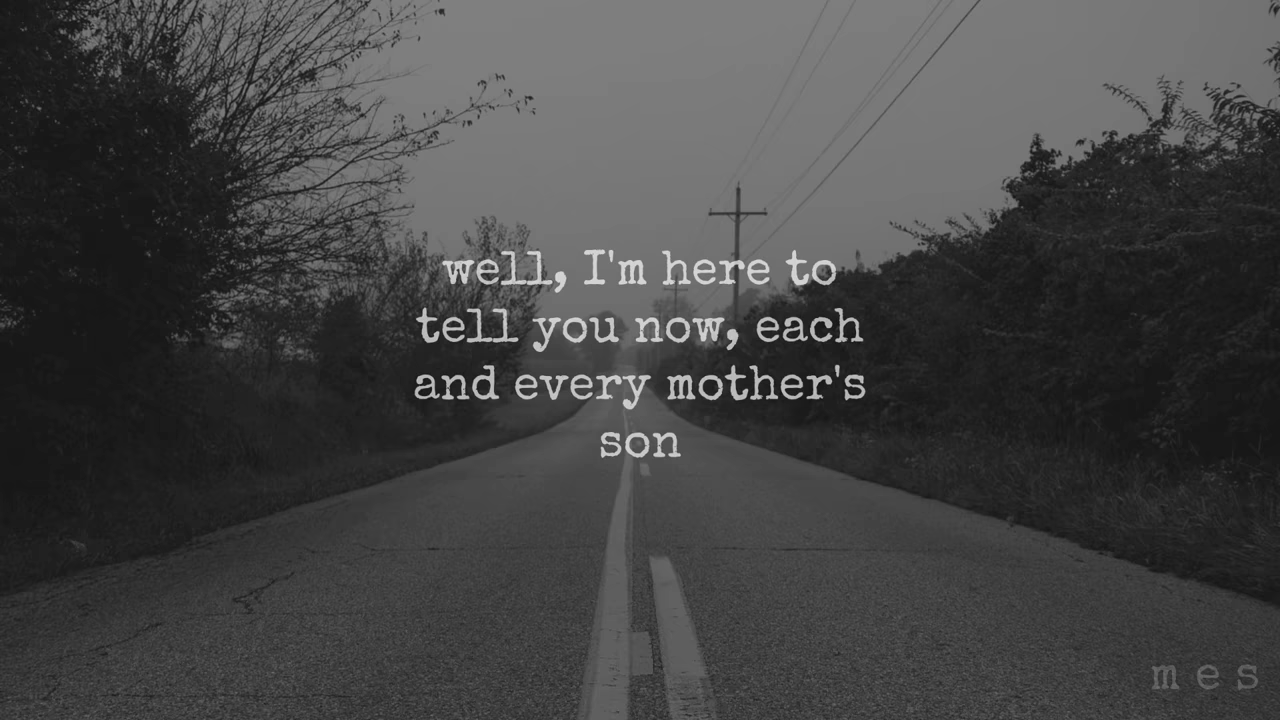 well, I'm here to
tell you now, each
and every mother's
son
m e s